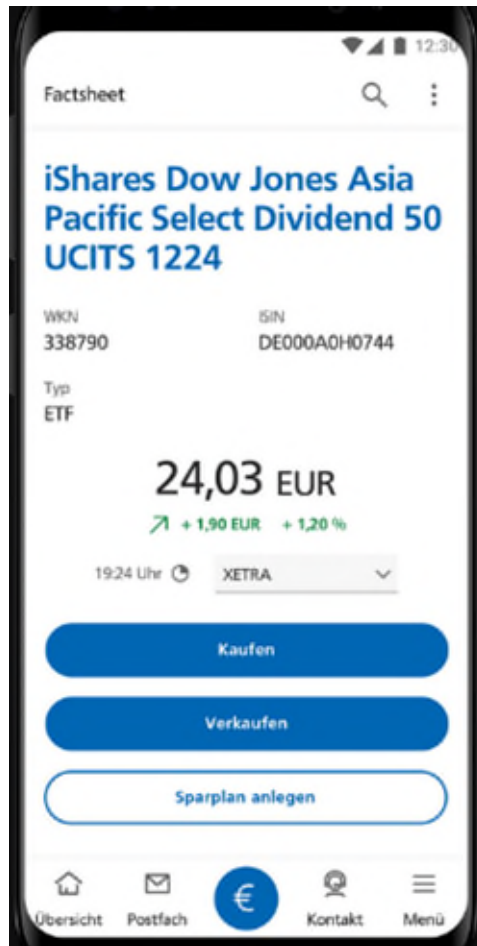 12:30
Factsheet
iShares Dow Jones Asia
Pacific Select Dividend 50
UCITS 1224
WKN ISIN
338790 DE000A0H0744
Typ
ETF
24,03 EUR
+ 1,90 EUR + 1,20 %
19:24 Uhr XETRA
Kaufen
Verkaufen
Sparplan anlegen
€
Übersicht Postfach Kontakt Menü